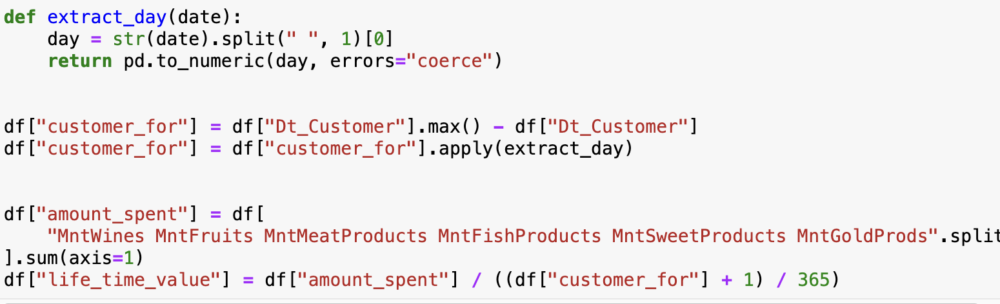 def extract_day(date):
    day = str(date).split(" ", 1)[0]
    return pd.to_numeric(day, errors="coerce")
df["customer_for"] = df["Dt_Customer"].max() - df["Dt_Customer"]
df["customer_for"] = df["customer_for"].apply(extract_day)
df["amount_spent"] = df[
    "MntWines MntFruits MntMeatProducts MntFishProducts MntSweetProducts MntGoldProds".split
].sum(axis=1)
df["life_time_value"] = df["amount_spent"] / ((df["customer_for"] + 1) / 365)